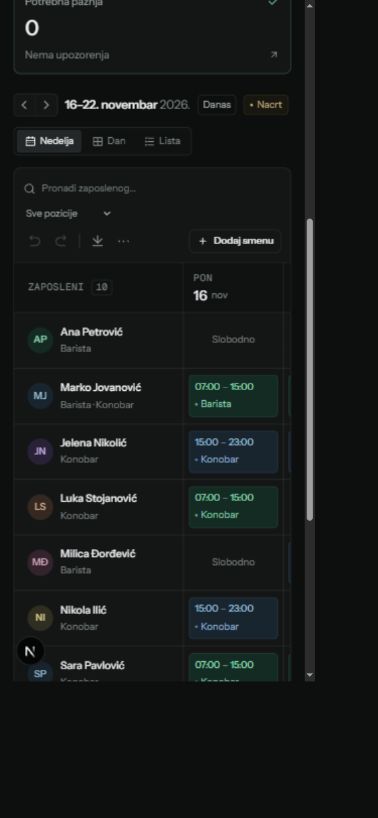 Potrebna pažnja
0
Nema upozorenja
16–22. novembar 2026. Danas • Nacrt
Nedelja Dan Lista
Pronađi zaposlenog...
Sve pozicije
+ Dodaj smenu
ZAPOSLENI 10
PON
16 nov
AP Ana Petrović
Barista
Slobodno
MJ Marko Jovanović
Barista·Konobar
07:00 – 15:00
• Barista
JN Jelena Nikolić
Konobar
15:00 – 23:00
• Konobar
LS Luka Stojanović
Konobar
07:00 – 15:00
• Konobar
MĐ Milica Đorđević
Barista
Slobodno
NI Nikola Ilić
Konobar
15:00 – 23:00
• Konobar
N
SP Sara Pavlović
Konobar
07:00 – 15:00
• Konobar